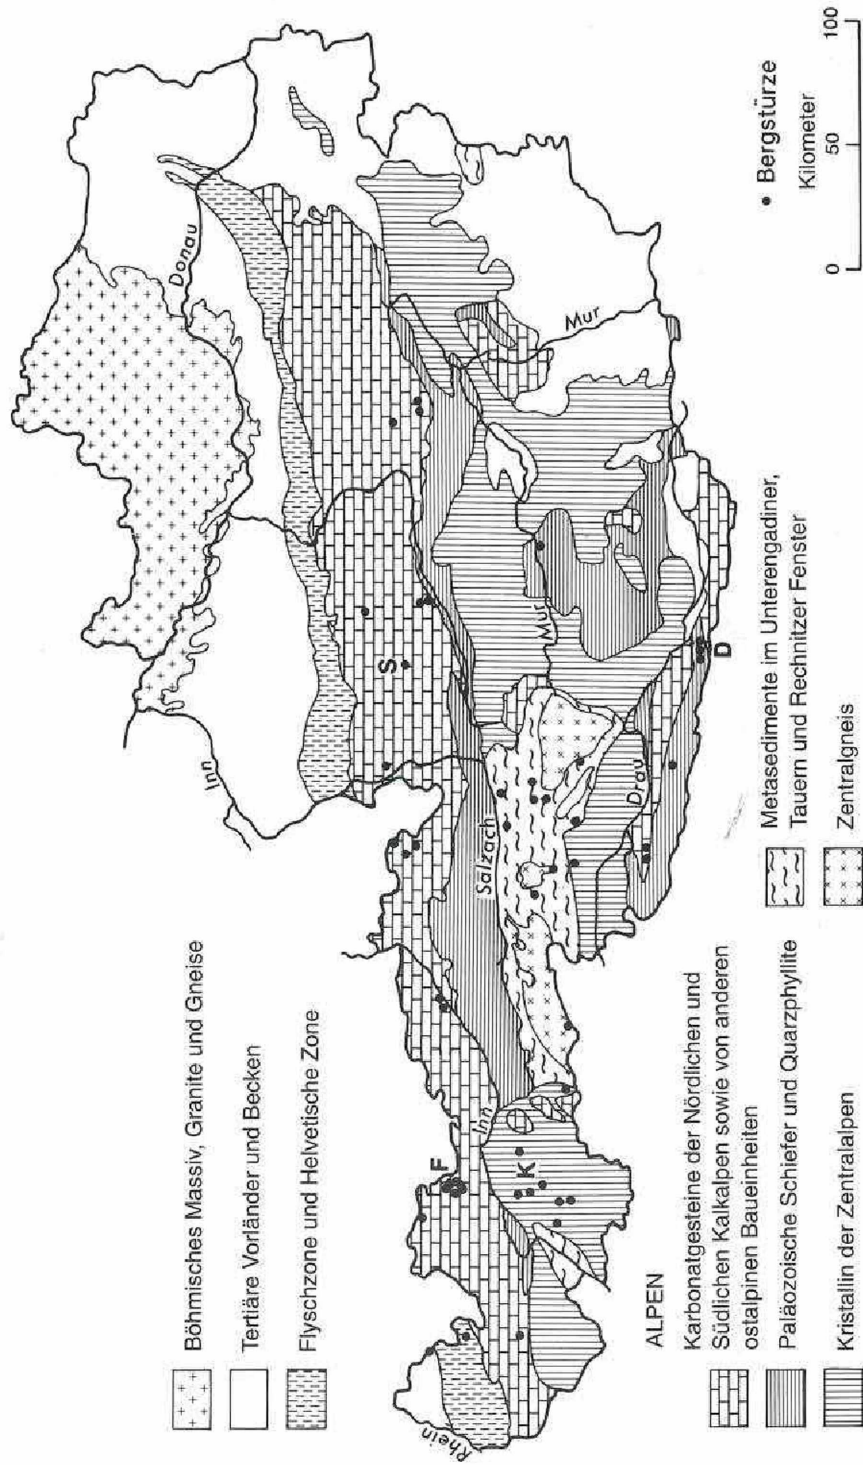 Böhmisches Massiv, Granite und Gneise
Tertiäre Vorländer und Becken
Flyschzone und Helvetische Zone
ALPEN
Karbonatgesteine der Nördlichen und
Südlichen Kalkalpen sowie von anderen
ostalpinen Baueinheiten
Paläozoische Schiefer und Quarzphyllite
Kristallin der Zentralalpen
Metasedimente im Unterengadiner,
Tauern und Rechnitzer Fenster
Zentralgneis
Bergstürze
Kilometer
0 50 100
Rhein
Inn
Inn
Donau
Salzach
Mur
Mur
Drau
F
K
S
D